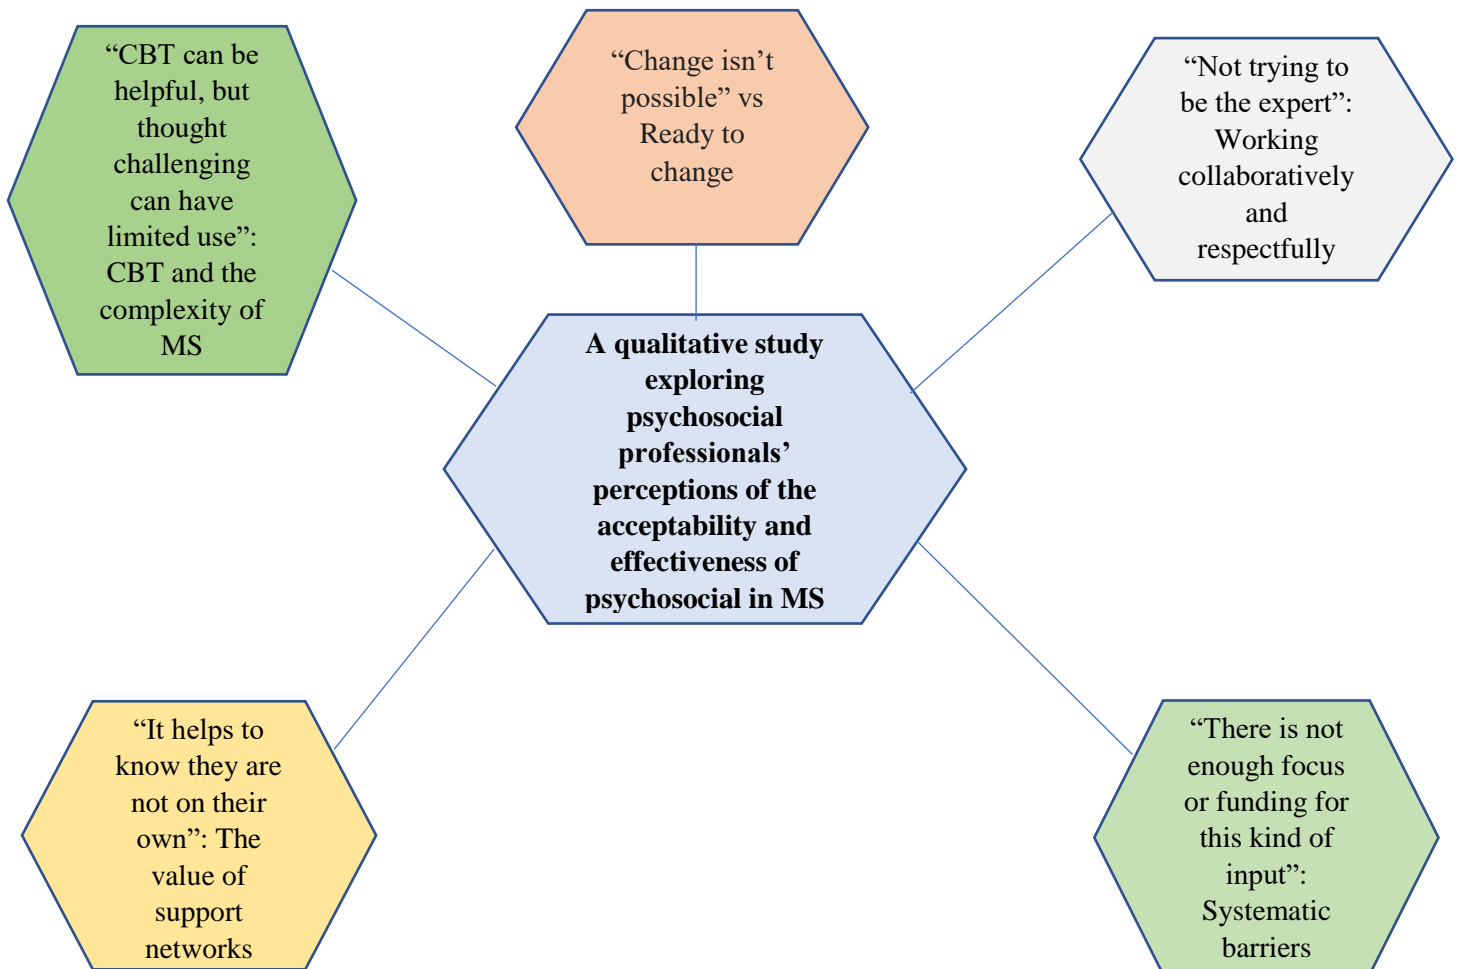 “CBT can be
helpful, but
thought
challenging
can have
limited use”:
CBT and the
complexity of
MS
“Change isn’t
possible” vs
Ready to
change
“Not trying to
be the expert”:
Working
collaboratively
and
respectfully
A qualitative study
exploring
psychosocial
professionals’
perceptions of the
acceptability and
effectiveness of
psychosocial in MS
“It helps to
know they are
not on their
own”: The
value of
support
networks
“There is not
enough focus
or funding for
this kind of
input”:
Systematic
barriers